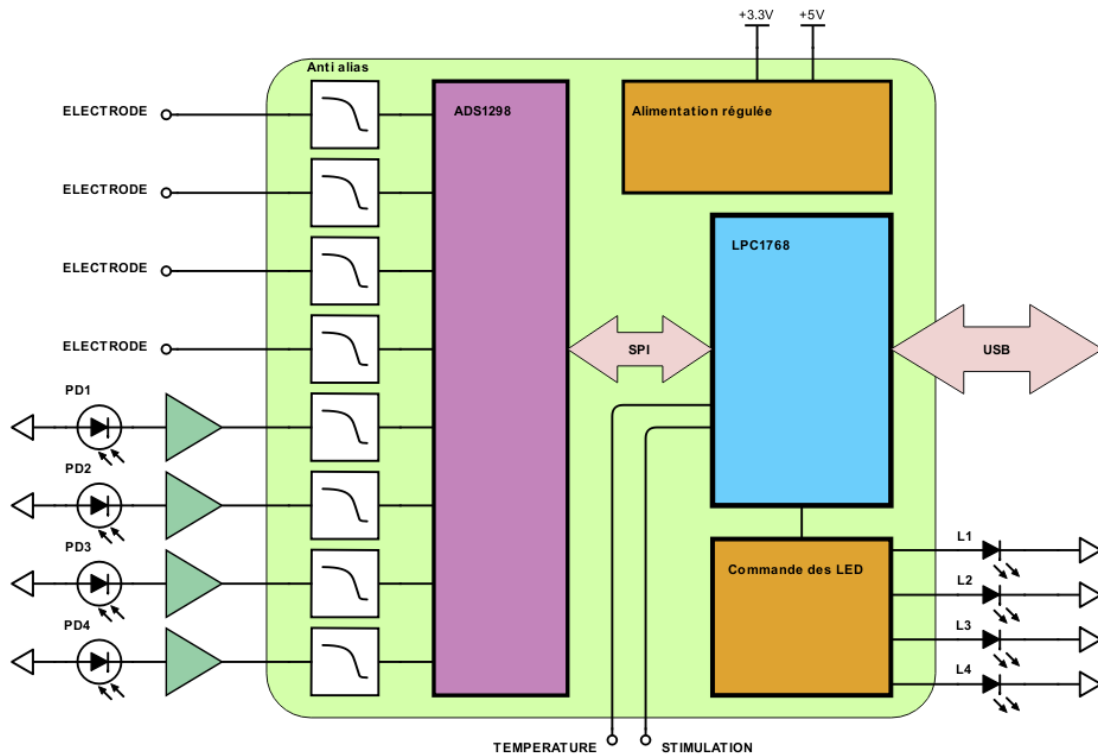 +3.3V
+5V
Anti alias
ELECTRODE
ADS1298
Alimentation régulée
ELECTRODE
LPC1768
ELECTRODE
ELECTRODE
SPI
USB
PD1
PD2
PD3
PD4
Commande des LED
L1
L2
L3
L4
TEMPERATURE
STIMULATION